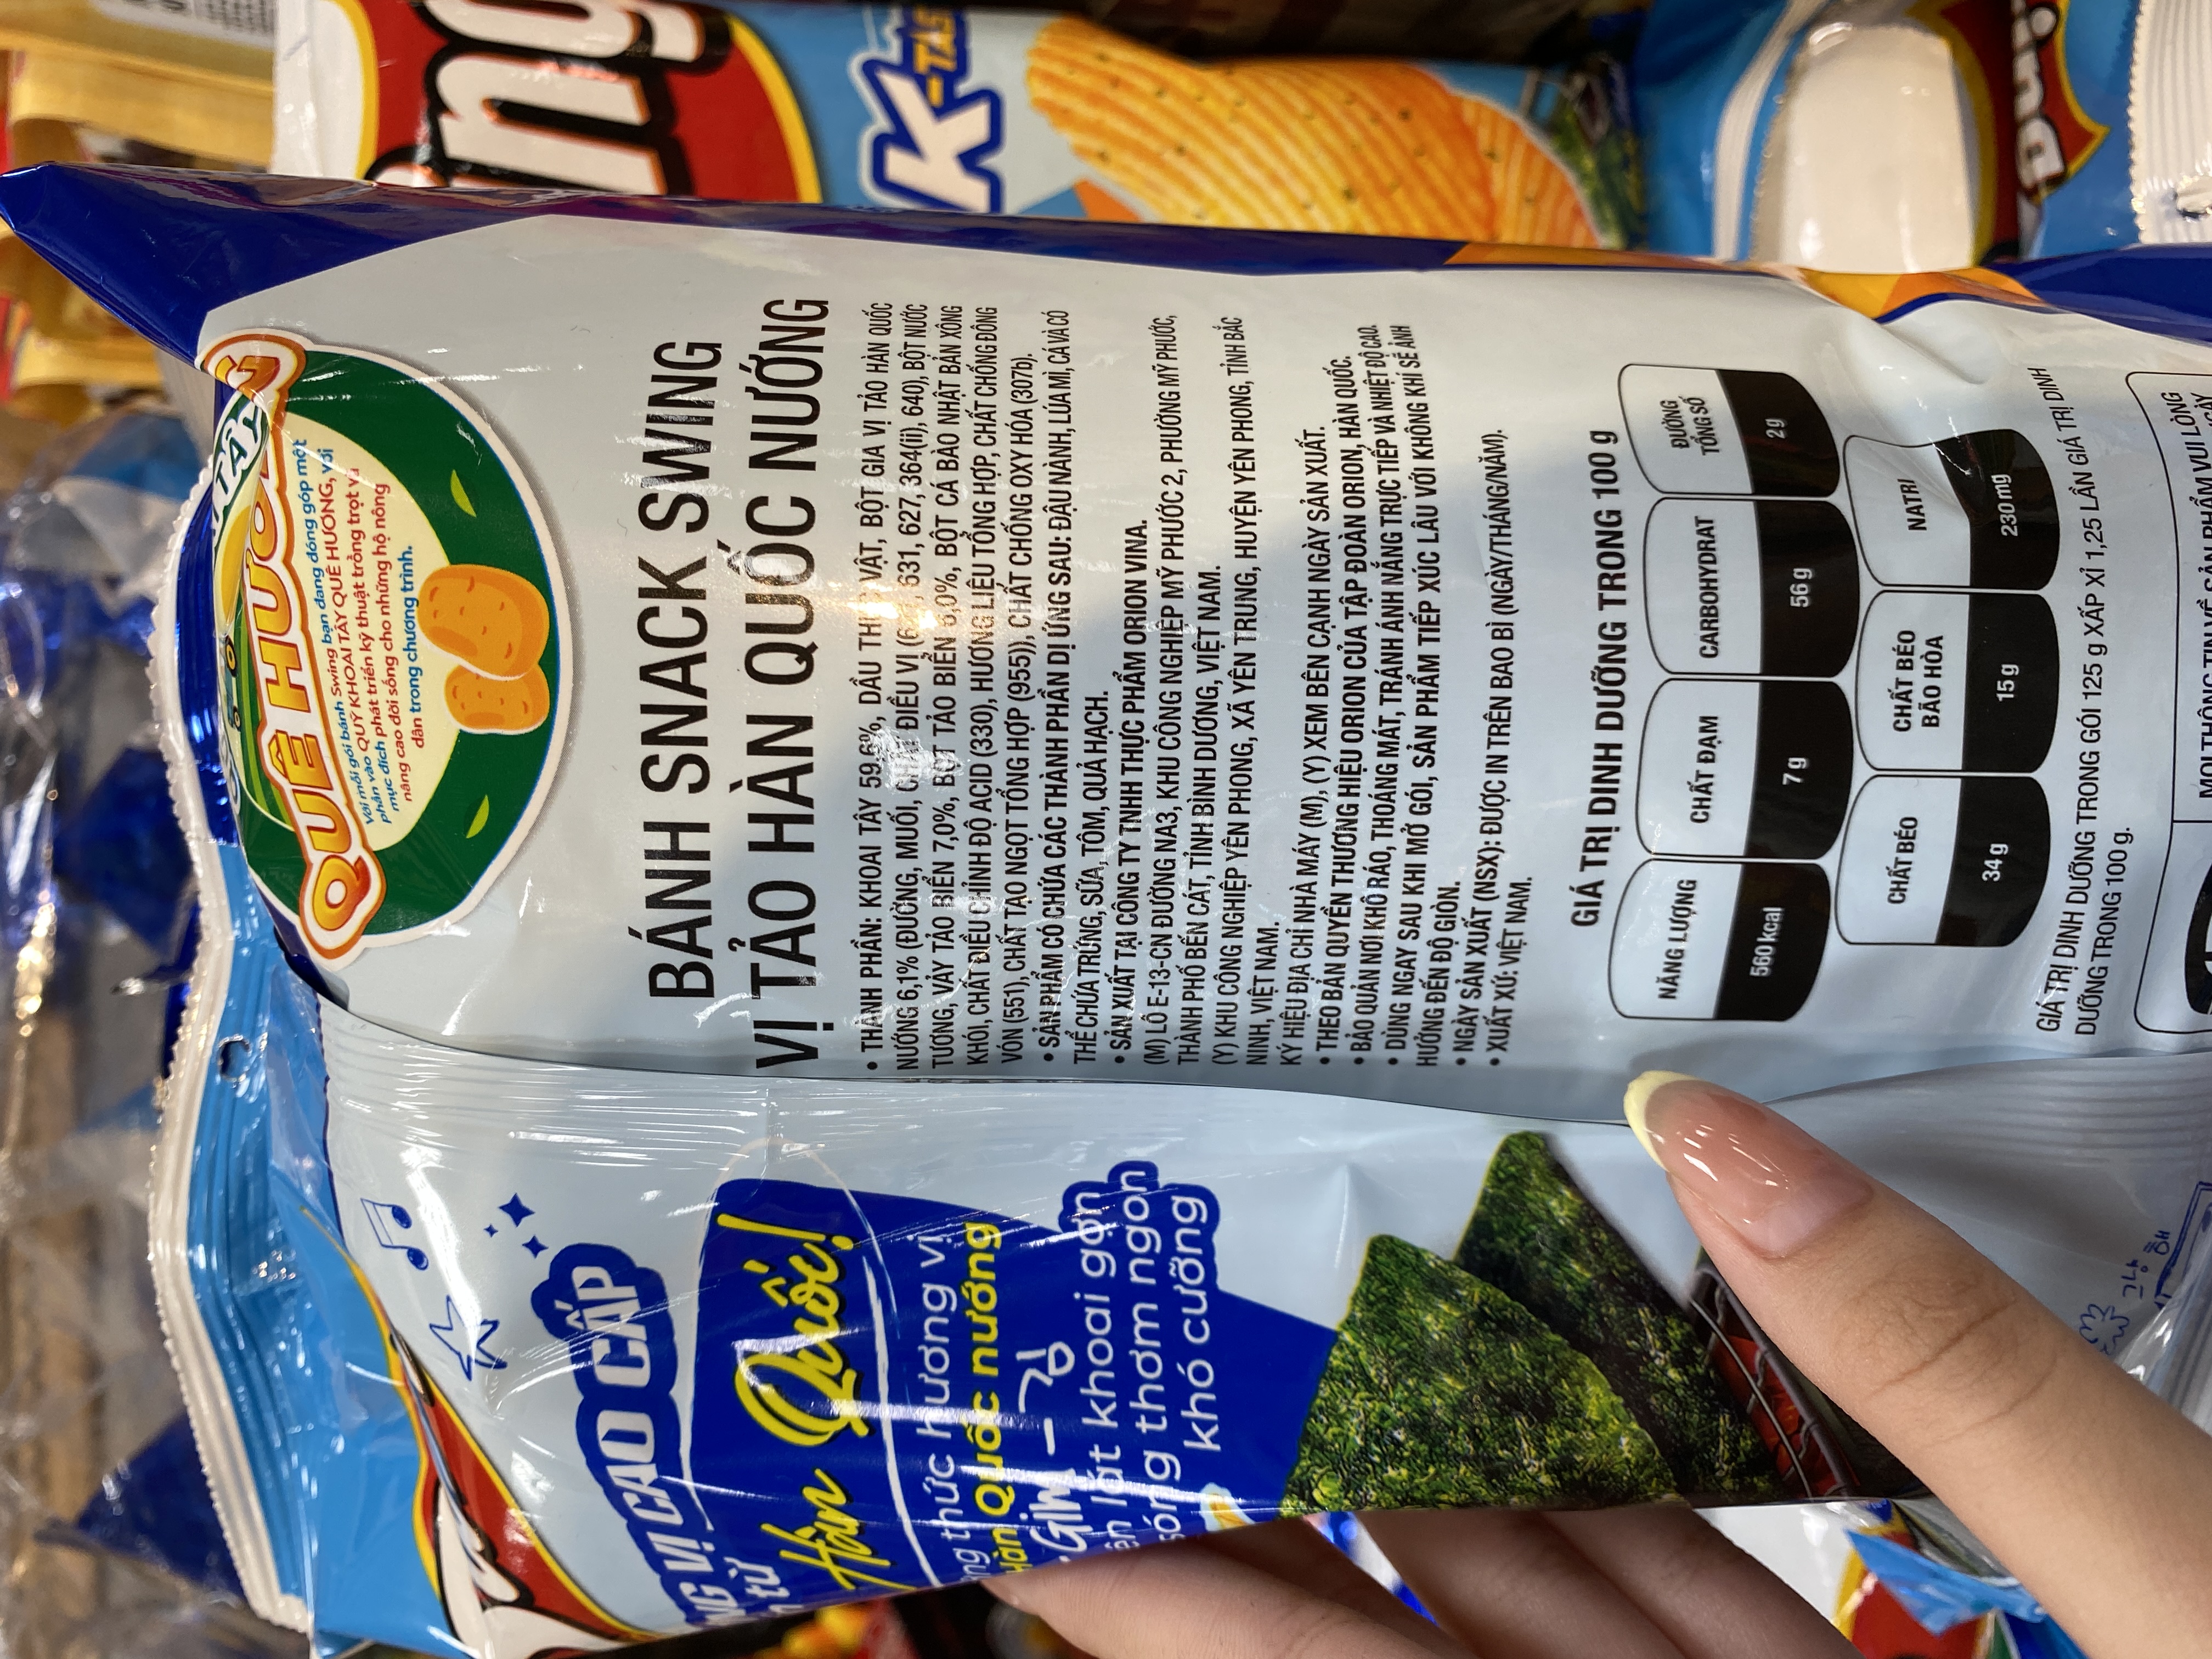 QUÊ HƯƠNG
Với mỗi gói bánh Swing bạn đang đóng góp một
phần vào QUỸ KHOAI TÂY QUÊ HƯƠNG, với
mục đích phát triển kỹ thuật trồng trọt và
nâng cao đời sống cho những hộ nông
dân trong chương trình.
VỊ CAO CẤP
từ
Hàn Quốc!
thức hương vị
Hàn Quốc nướng
Gim - 김
lát khoai gợn
sóng thơm ngon
khó cưỡng
BÁNH SNACK SWING
VỊ TẢO HÀN QUỐC NƯỚNG
• THÀNH PHẦN: KHOAI TÂY 59,6%, DẦU THỰC VẬT, BỘT GIA VỊ TẢO HÀN QUỐC
NƯỚNG 6,1% (ĐƯỜNG, MUỐI, CHẤT ĐIỀU VỊ 631, 627, 364(ii), 640), BỘT NƯỚC
TƯƠNG, VẢY TẢO BIỂN 7,0%, BỘT TẢO BIỂN BỘT CÁ BÀO NHẬT BẢN XÔNG
KHÓI, CHẤT ĐIỀU CHỈNH ĐỘ ACID (330), HƯƠNG LIỆU TỔNG HỢP, CHẤT CHỐNG ĐÔNG
VÓN (551), CHẤT TẠO NGỌT TỔNG HỢP (955)), CHẤT CHỐNG OXY HÓA (307b).
• SẢN PHẨM CÓ CHỨA CÁC THÀNH PHẦN DỊ ỨNG SAU: ĐẬU NÀNH, LÚA MÌ, CÁ VÀ CÓ
THỂ CHỨA TRỨNG, SỮA, TÔM, QUẢ HẠCH.
• SẢN XUẤT TẠI CÔNG TY TNHH THỰC PHẨM ORION VINA.
(M) LÔ E-13-CN ĐƯỜNG NA3, KHU CÔNG NGHIỆP MỸ PHƯỚC 2, PHƯỜNG MỸ PHƯỚC,
THÀNH PHỐ BẾN CÁT, TỈNH BÌNH DƯƠNG, VIỆT NAM.
(Y) KHU CÔNG NGHIỆP YÊN PHONG, XÃ YÊN TRUNG, HUYỆN YÊN PHONG, TỈNH BẮC
NINH, VIỆT NAM.
KÝ HIỆU ĐỊA CHỈ NHÀ MÁY (M), (Y) XEM BÊN CẠNH NGÀY SẢN XUẤT.
• THEO BẢN QUYỀN THƯƠNG HIỆU ORION CỦA TẬP ĐOÀN ORION, HÀN QUỐC.
• BẢO QUẢN NƠI KHÔ RÁO, THOÁNG MÁT, TRÁNH ÁNH NẮNG TRỰC TIẾP VÀ NHIỆT ĐỘ CAO.
• DÙNG NGAY SAU KHI MỞ GÓI, SẢN PHẨM TIẾP XÚC LÂU VỚI KHÔNG KHÍ SẼ ẢNH
HƯỞNG ĐẾN ĐỘ GIÒN.
• NGÀY SẢN XUẤT (NSX): ĐƯỢC IN TRÊN BAO BÌ (NGÀY/THÁNG/NĂM).
• XUẤT XỨ: VIỆT NAM.
GIÁ TRỊ DINH DƯỠNG TRONG 100 g
NĂNG LƯỢNG
560 kcal
CHẤT ĐẠM
7 g
CARBOHYDRAT
56 g
ĐƯỜNG
TỔNG SỐ
2 g
CHẤT BÉO
34 g
CHẤT BÉO
BÃO HÒA
15 g
NATRI
230 mg
GIÁ TRỊ DINH DƯỠNG TRONG GÓI 125 g XẤP XỈ 1,25 LẦN GIÁ TRỊ DINH
DƯỠNG TRONG 100 g.
MỌI THÔNG TIN VỀ SẢN PHẨM VUI LÒNG
그냥 해